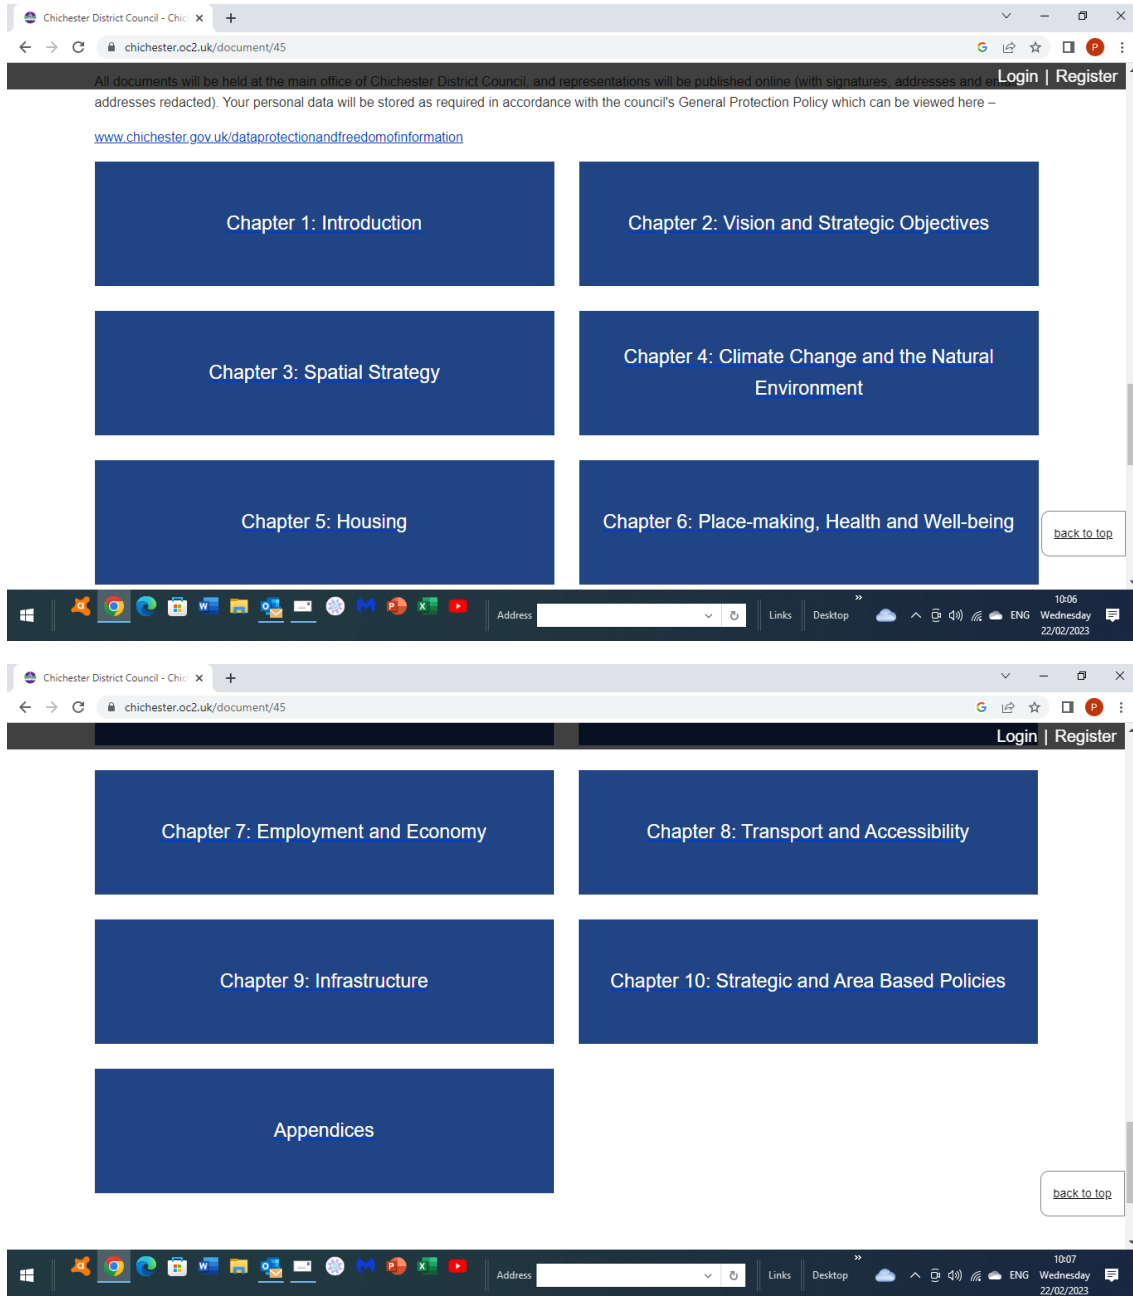 Chichester District Council - Chic
chichester.oc2.uk/document/45
Login | Register
All documents will be held at the main office of Chichester District Council, and representations will be published online (with signatures, addresses and
addresses redacted). Your personal data will be stored as required in accordance with the council's General Protection Policy which can be viewed here –
www.chichester.gov.uk/dataprotectionandfreedomofinformation
Chapter 1: Introduction
Chapter 2: Vision and Strategic Objectives
Chapter 3: Spatial Strategy
Chapter 4: Climate Change and the Natural
Environment
Chapter 5: Housing
Chapter 6: Place-making, Health and Well-being
back to top
Address
Links
Desktop
ENG
10:06
Wednesday
22/02/2023
Chichester District Council - Chic
chichester.oc2.uk/document/45
Login | Register
Chapter 7: Employment and Economy
Chapter 8: Transport and Accessibility
Chapter 9: Infrastructure
Chapter 10: Strategic and Area Based Policies
Appendices
back to top
Address
Links
Desktop
ENG
10:07
Wednesday
22/02/2023